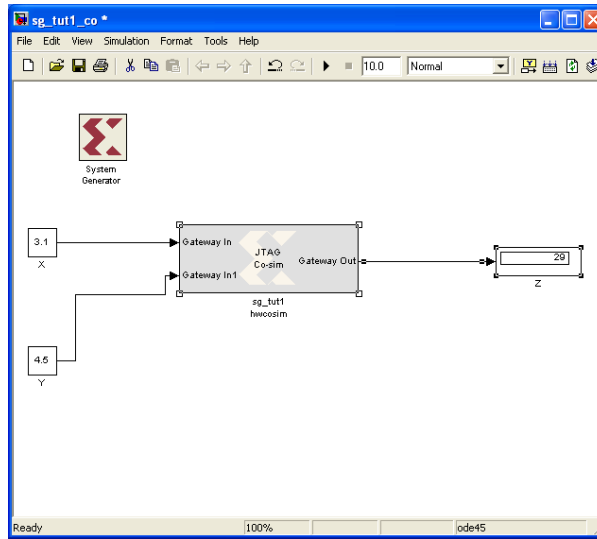 sg_tut1_co *
File Edit View Simulation Format Tools Help
10.0 Normal
System
Generator
3.1
X
Gateway In
JTAG
Co-sim
Gateway Out
Gateway In1
sg_tut1
hwcosim
29
Z
4.5
Y
Ready 100% ode45